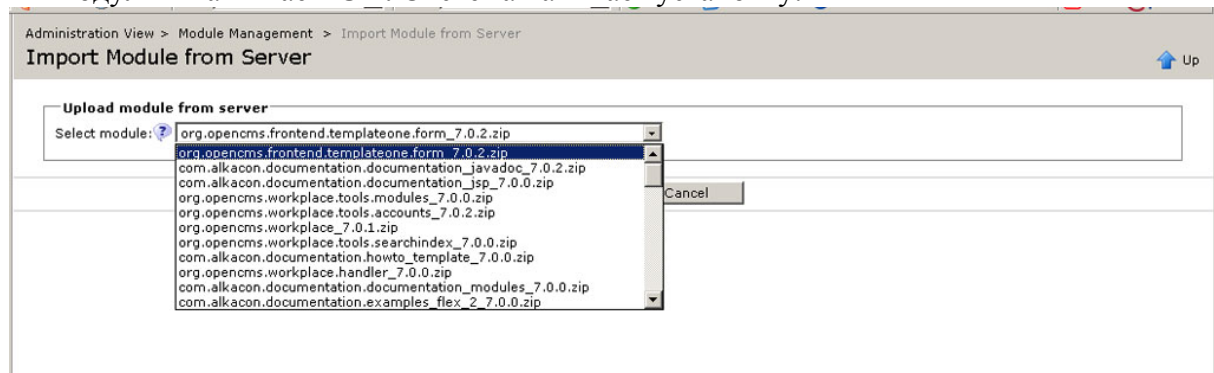 Administration View > Module Management > Import Module from Server
Import Module from Server
Up
Upload module from server
Select module:
org.opencms.frontend.templateone.form_7.0.2.zip
org.opencms.frontend.templateone.form_7.0.2.zip
com.alkacon.documentation.documentation_javadoc_7.0.2.zip
com.alkacon.documentation.documentation_jsp_7.0.0.zip
org.opencms.workplace.tools.modules_7.0.0.zip
Cancel
org.opencms.workplace.tools.accounts_7.0.2.zip
org.opencms.workplace_7.0.1.zip
org.opencms.workplace.tools.searchindex_7.0.0.zip
com.alkacon.documentation.howto_template_7.0.0.zip
org.opencms.workplace.handler_7.0.0.zip
com.alkacon.documentation.documentation_modules_7.0.0.zip
com.alkacon.documentation.examples_flex_2_7.0.0.zip